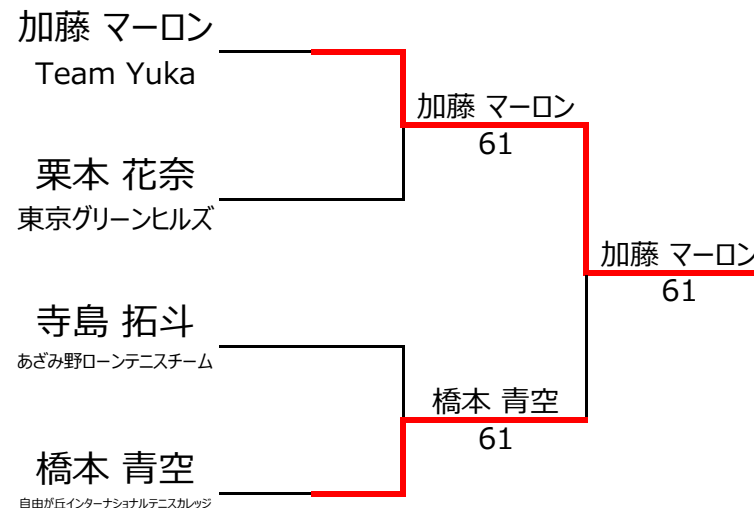 加藤 マーロン
Team Yuka
加藤 マーロン
61
栗本 花奈
東京グリーンヒルズ
加藤 マーロン
61
寺島 拓斗
あざみ野ローンテニスチーム
橋本 青空
61
橋本 青空
自由が丘インターナショナルテニスカレッジ